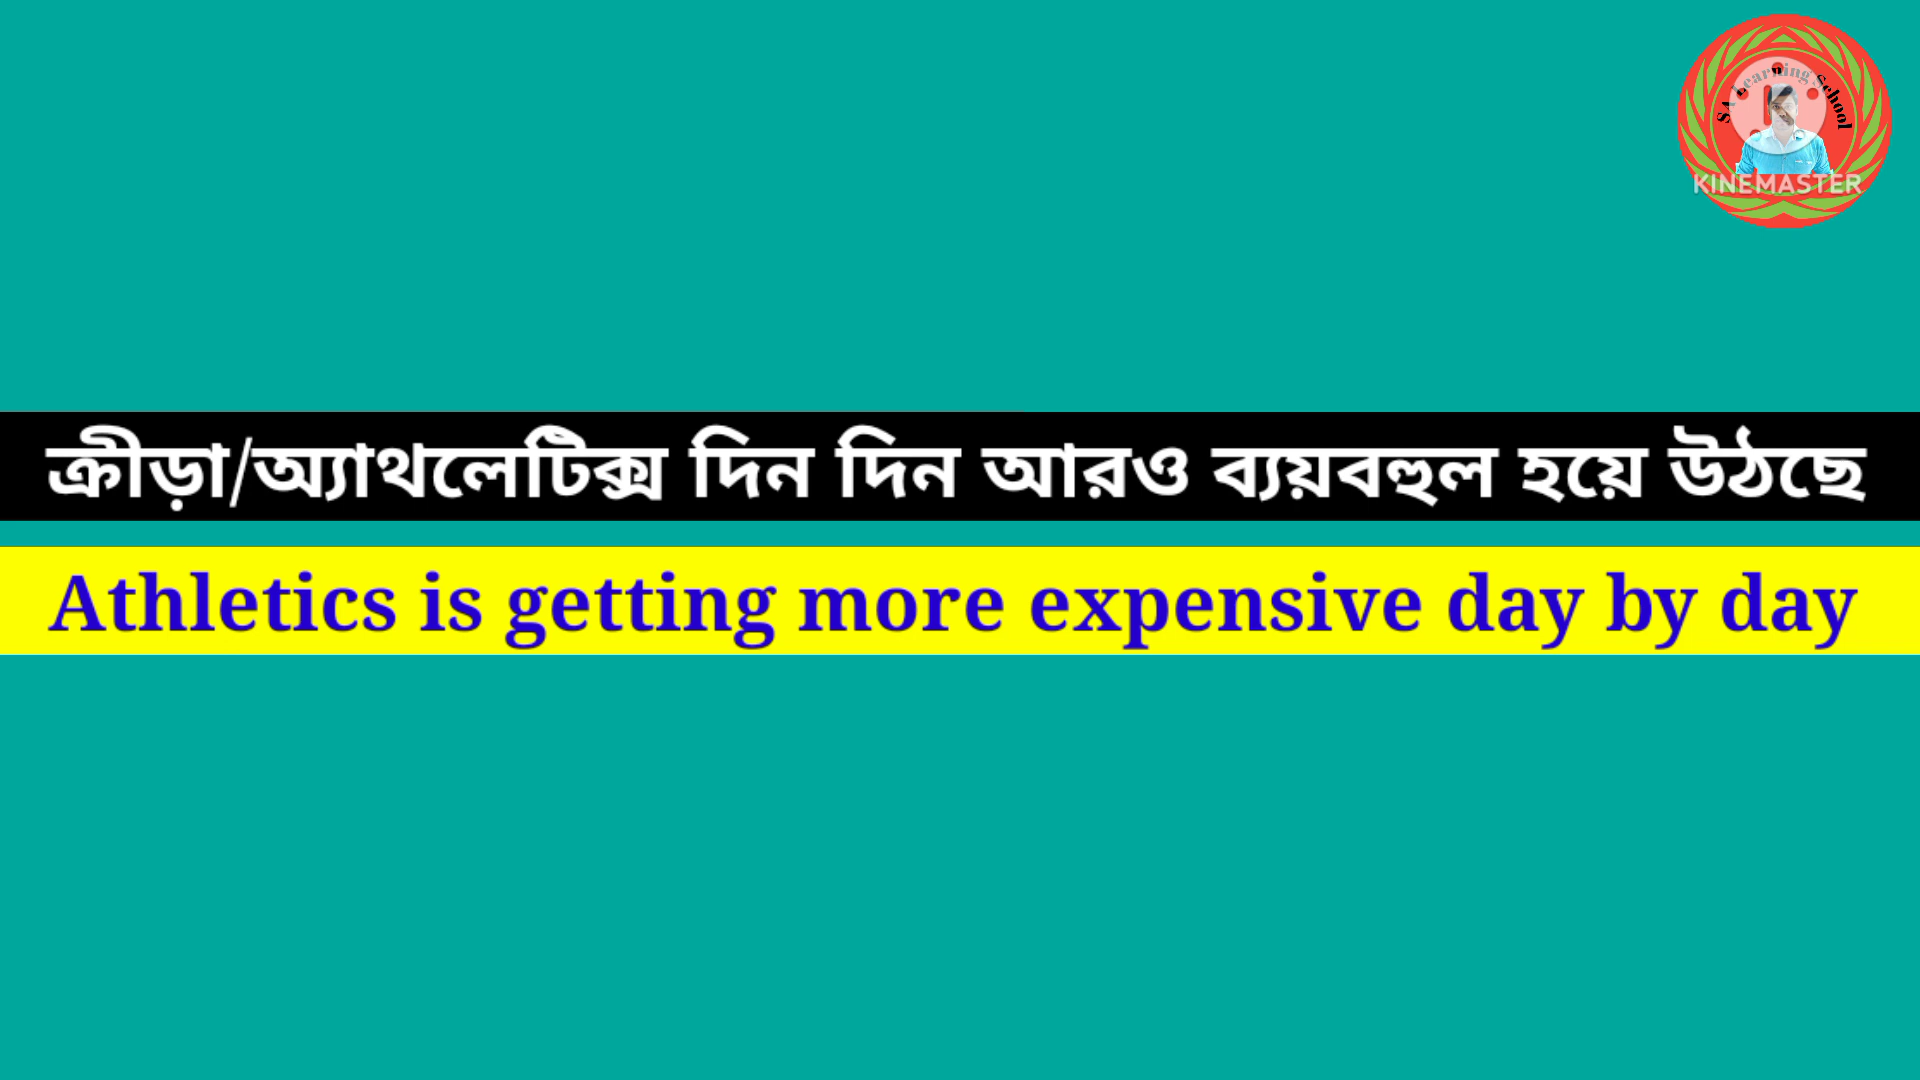 SA Learning School
KINEMASTER
ক্রীড়া/অ্যাথলেটিক্স দিন দিন আরও ব্যয়বহুল হয়ে উঠছে
Athletics is getting more expensive day by day